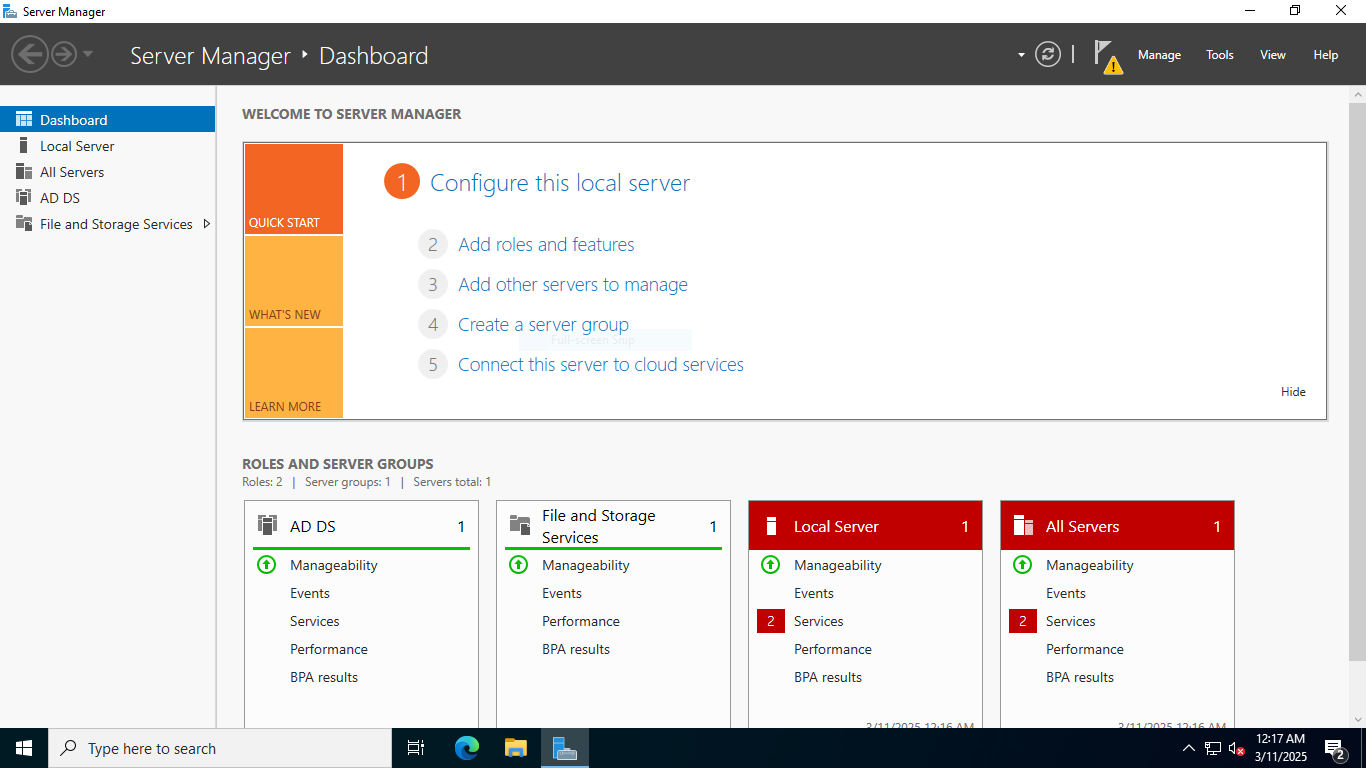 Server Manager
Server Manager ‣ Dashboard
Manage Tools View Help
Dashboard
Local Server
All Servers
AD DS
File and Storage Services
WELCOME TO SERVER MANAGER
QUICK START
WHAT'S NEW
LEARN MORE
1 Configure this local server
2 Add roles and features
3 Add other servers to manage
4 Create a server group
Full-screen Snip
5 Connect this server to cloud services
Hide
ROLES AND SERVER GROUPS
Roles: 2 | Server groups: 1 | Servers total: 1
AD DS 1
Manageability
Events
Services
Performance
BPA results
File and Storage
Services 1
Manageability
Events
Performance
BPA results
Local Server 1
Manageability
Events
2 Services
Performance
BPA results
3/11/2025 12:16 AM
All Servers 1
Manageability
Events
2 Services
Performance
BPA results
3/11/2025 12:16 AM
Type here to search
12:17 AM
3/11/2025
2